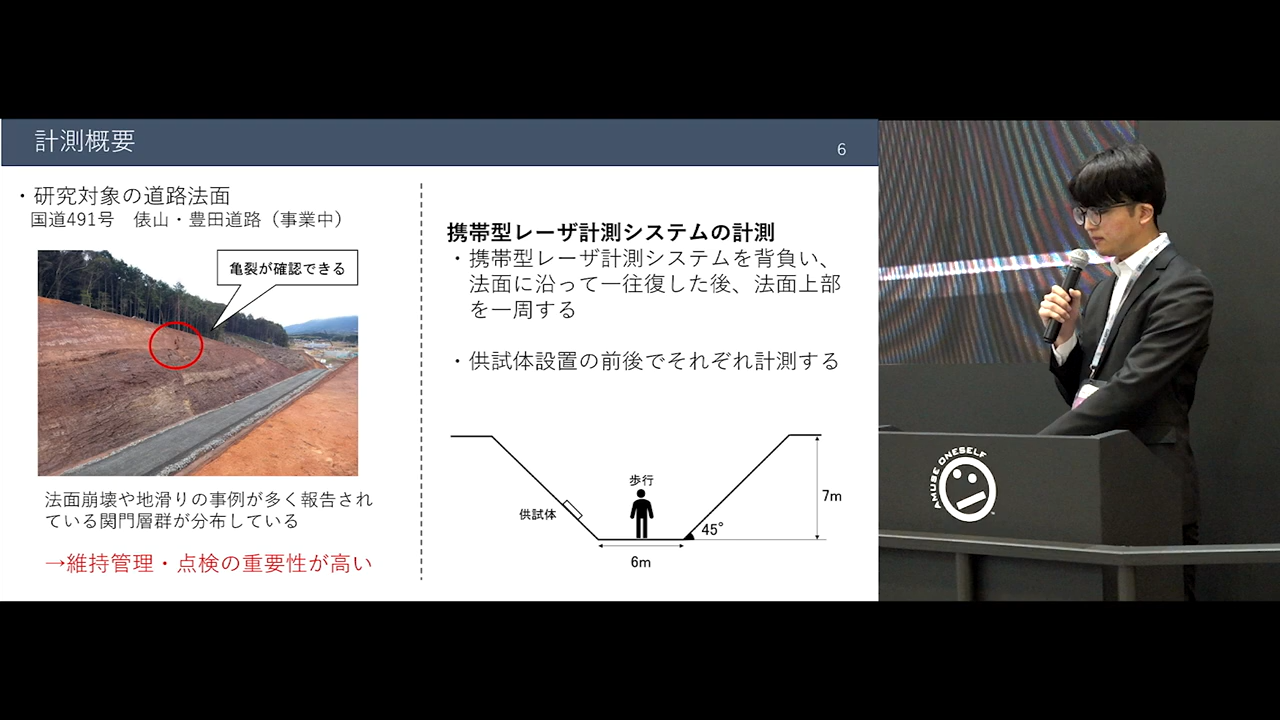 計測概要
6
・研究対象の道路法面
国道491号　俵山・豊田道路（事業中）
亀裂が確認できる
法面崩壊や地滑りの事例が多く報告され
ている関門層群が分布している
→維持管理・点検の重要性が高い
携帯型レーザ計測システムの計測
・携帯型レーザ計測システムを背負い、
法面に沿って一往復した後、法面上部
を一周する
・供試体設置の前後でそれぞれ計測する
歩行
供試体
45°
7m
6m
AMUSE ONESELF